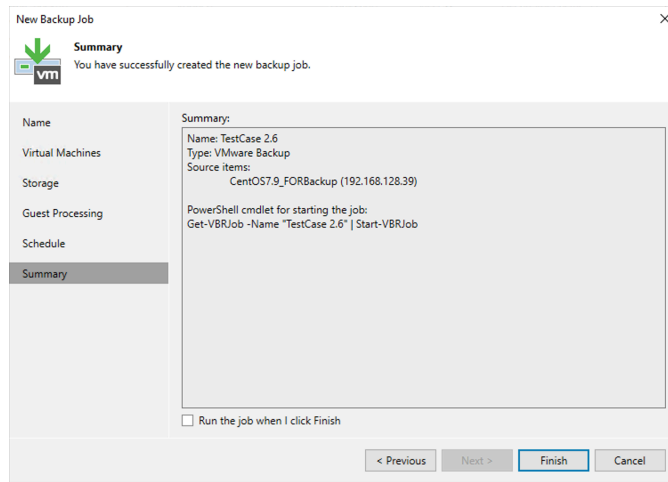 New Backup Job
Summary
You have successfully created the new backup job.
vm
Name
Virtual Machines
Storage
Guest Processing
Schedule
Summary
Summary:
Name: TestCase 2.6
Type: VMware Backup
Source items:
CentOS7.9_FORBackup (192.168.128.39)
PowerShell cmdlet for starting the job:
Get-VBRJob -Name "TestCase 2.6" | Start-VBRJob
Run the job when I click Finish
< Previous
Next >
Finish
Cancel